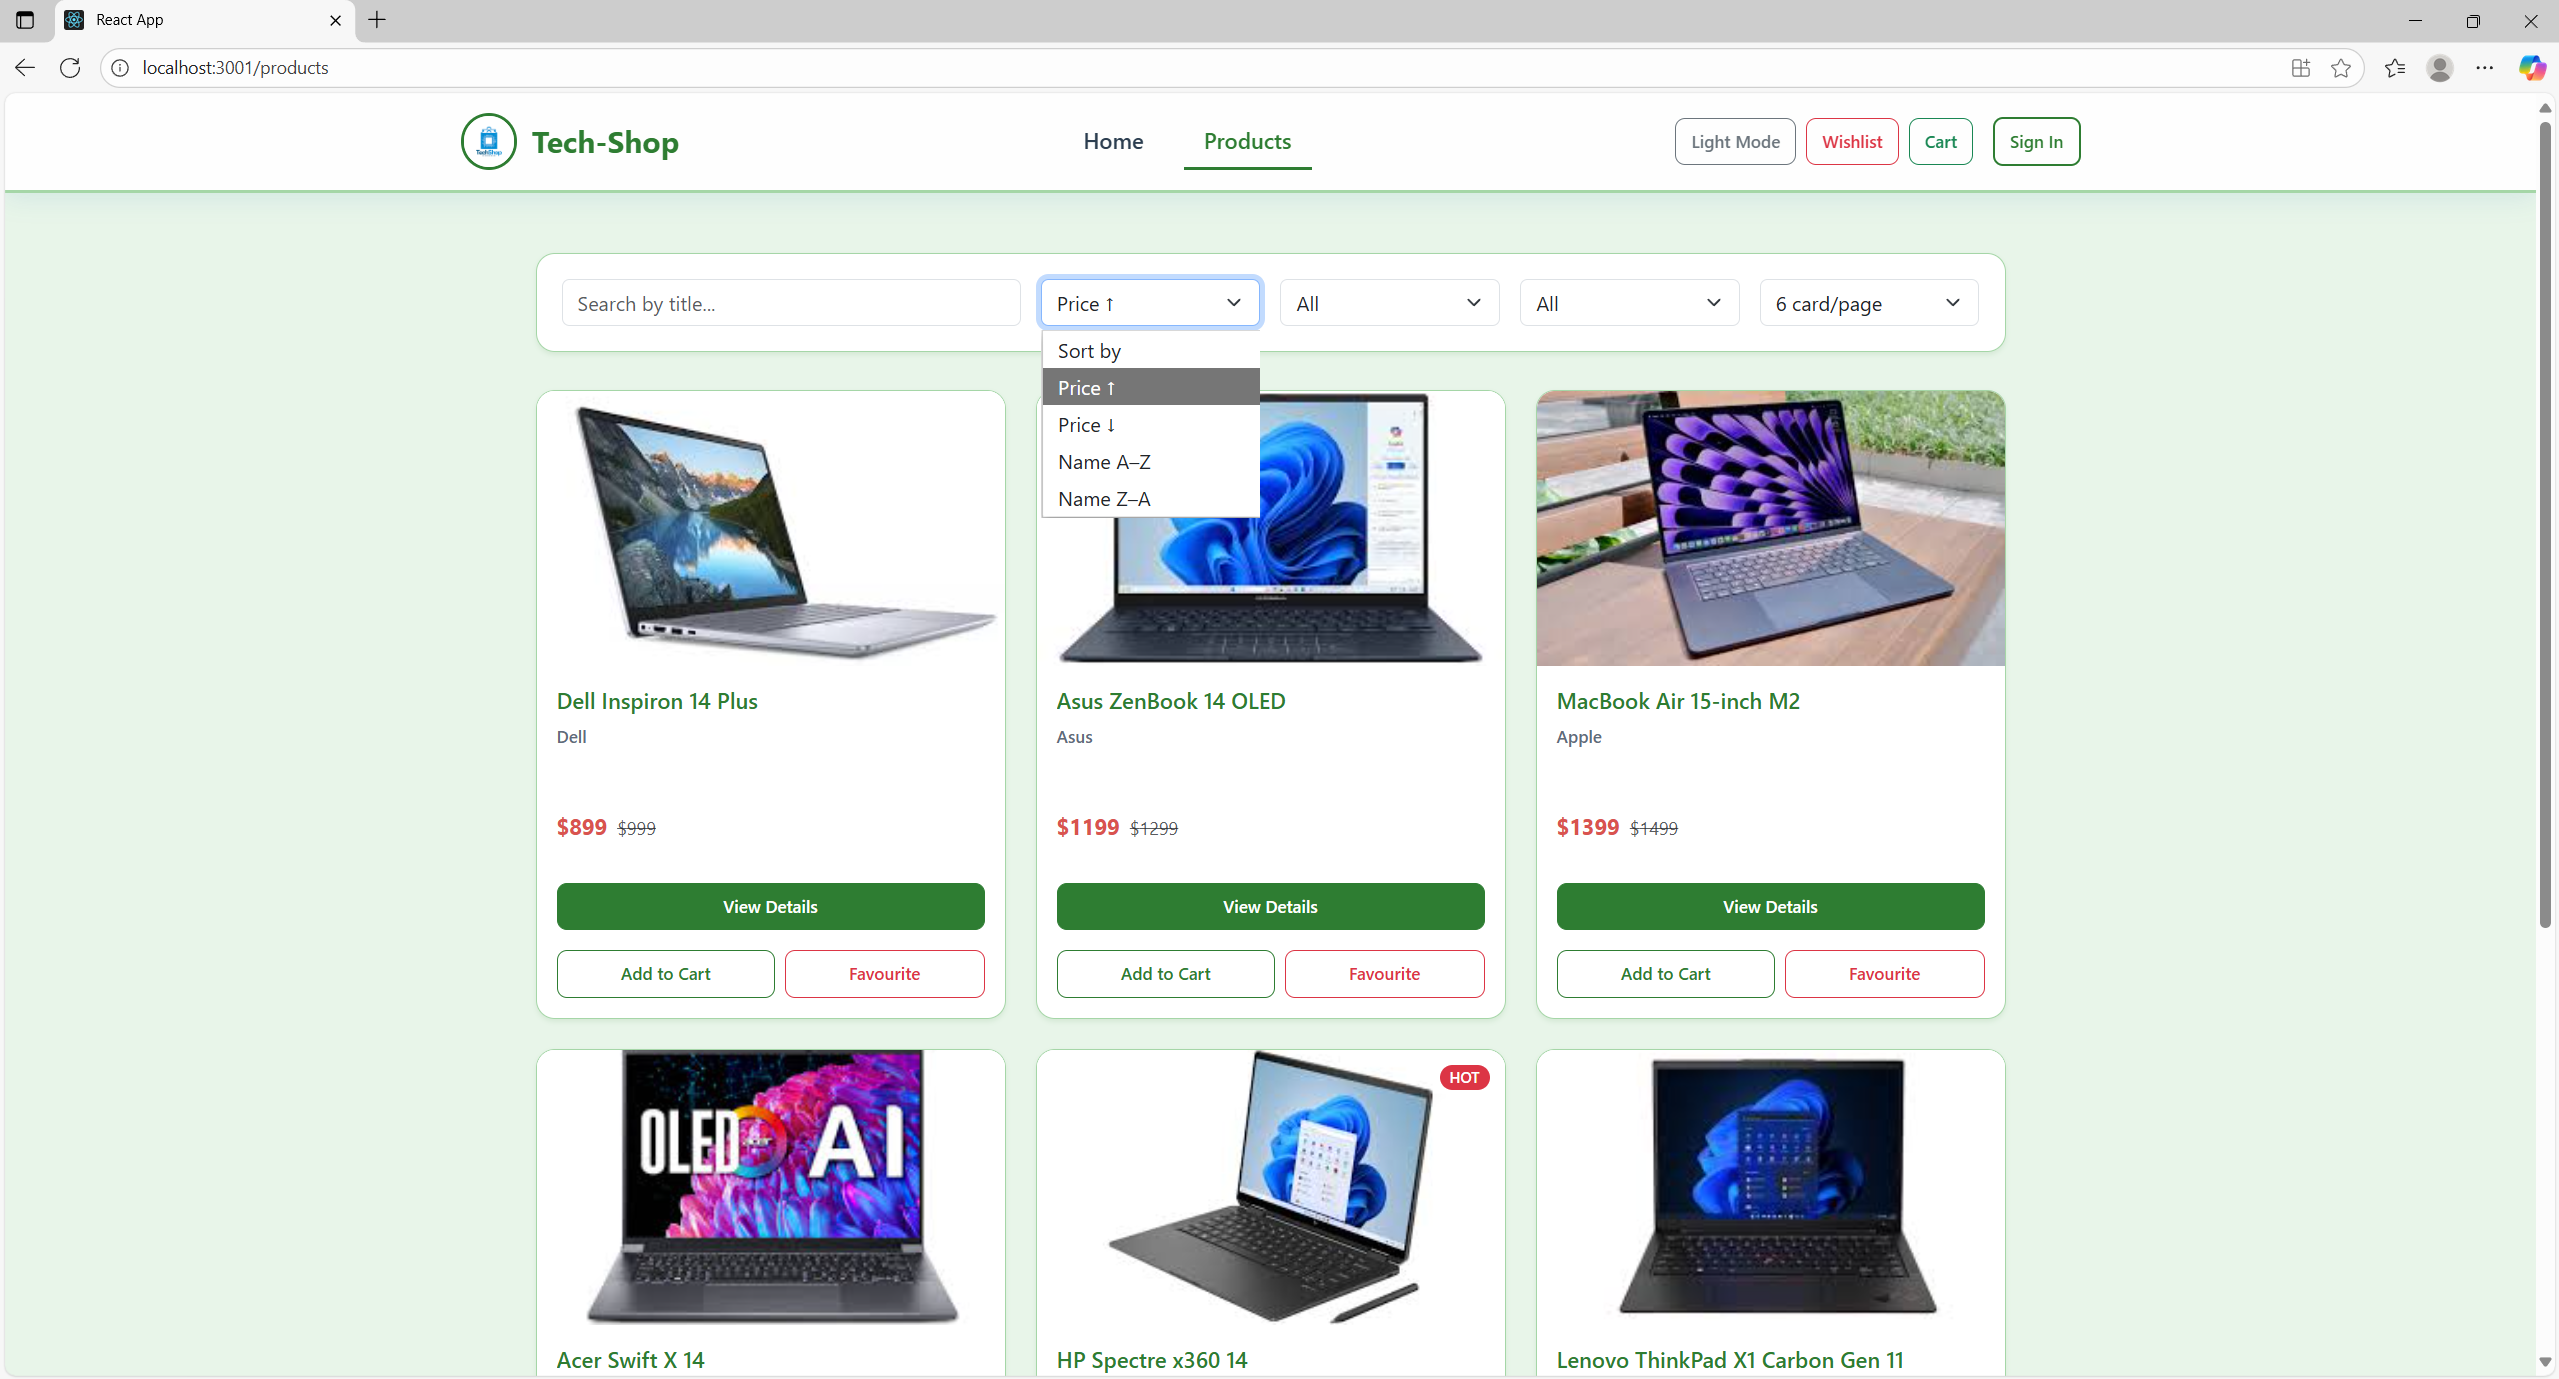 React App
localhost:3001/products
Tech-Shop
Home
Products
Light Mode
Wishlist
Cart
Sign In
Search by title...
Price ↑
All
All
6 card/page
Sort by
Price ↑
Price ↓
Name A–Z
Name Z–A
Dell Inspiron 14 Plus
Dell
$899 $999
View Details
Add to Cart
Favourite
Asus ZenBook 14 OLED
Asus
$1199 $1299
View Details
Add to Cart
Favourite
MacBook Air 15-inch M2
Apple
$1399 $1499
View Details
Add to Cart
Favourite
OLED acer AI
Acer Swift X 14
HOT
HP Spectre x360 14
Lenovo ThinkPad X1 Carbon Gen 11